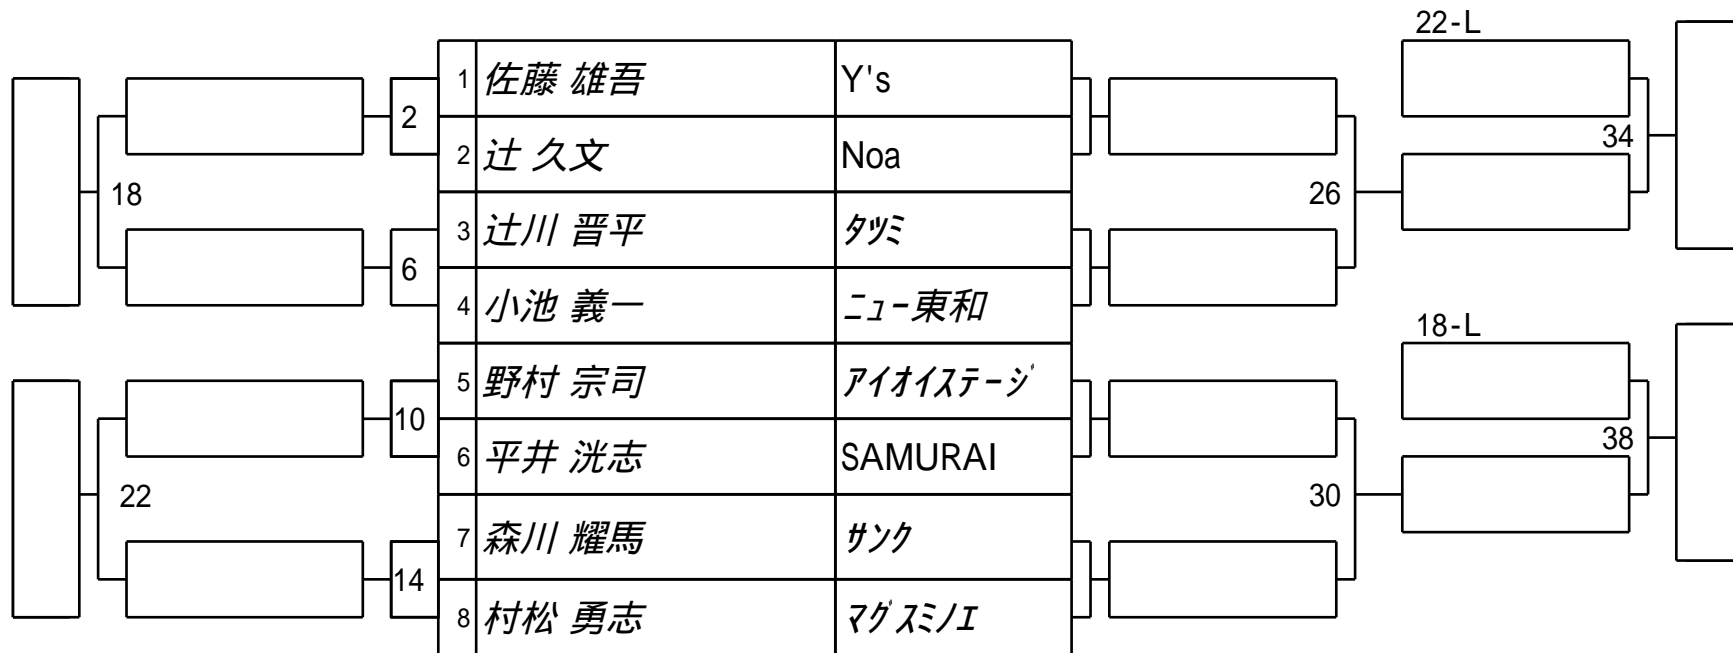 22-L
1 佐藤 雄吾 Y's
2
2 辻 久文 Noa
34
18
26
3 辻川 晋平 タツミ
6
4 小池 義一 ニュー東和
18-L
5 野村 宗司 アイオイステージ
10
6 平井 洸志 SAMURAI
38
22
30
7 森川 耀馬 サンク
14
8 村松 勇志 マグスミノエ